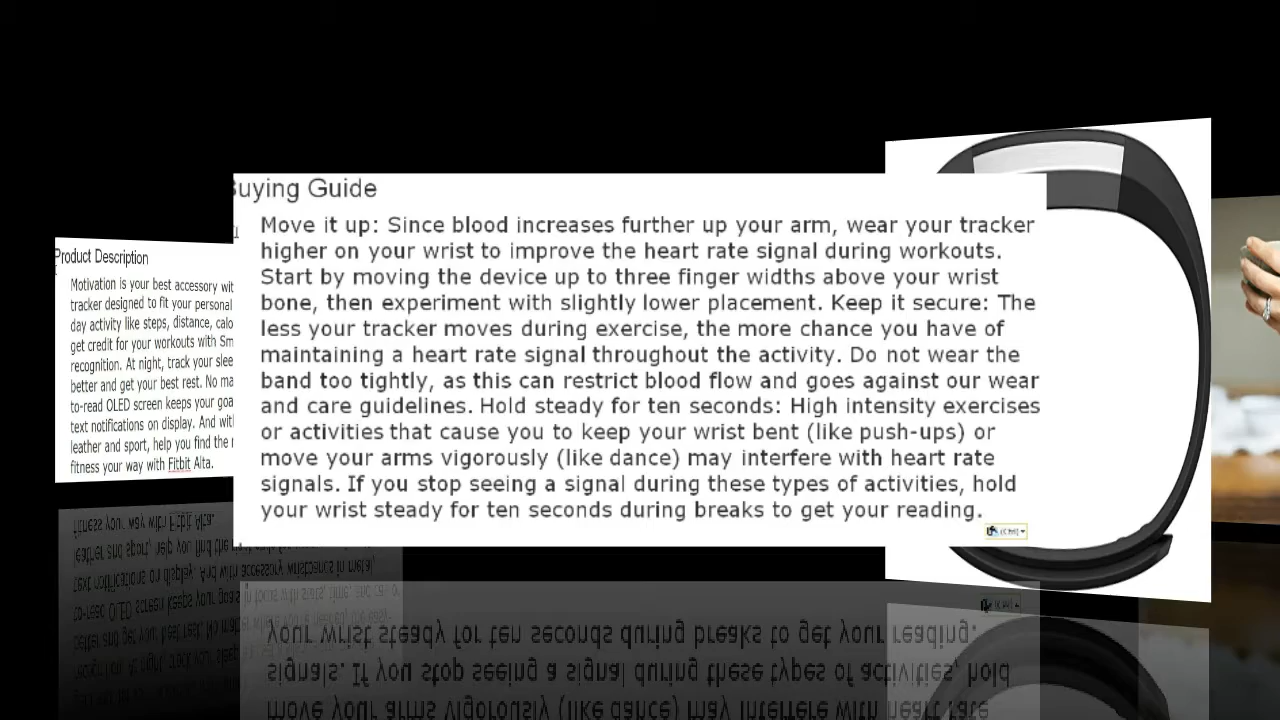 Product Description
Motivation is your best accessory
tracker designed to fit your personal
day activity like steps, distance,
get credit for your workouts with
recognition. At night, track your
better and get your best rest. No
to-read OLED screen keeps your
text notifications on display. And
leather and sport, help you find the
fitness your way with Fitbit Alta.
Buying Guide
Move it up: Since blood increases further up your arm, wear your tracker
higher on your wrist to improve the heart rate signal during workouts.
Start by moving the device up to three finger widths above your wrist
bone, then experiment with slightly lower placement. Keep it secure: The
less your tracker moves during exercise, the more chance you have of
maintaining a heart rate signal throughout the activity. Do not wear the
band too tightly, as this can restrict blood flow and goes against our wear
and care guidelines. Hold steady for ten seconds: High intensity exercises
or activities that cause you to keep your wrist bent (like push-ups) or
move your arms vigorously (like dance) may interfere with heart rate
signals. If you stop seeing a signal during these types of activities, hold
your wrist steady for ten seconds during breaks to get your reading.